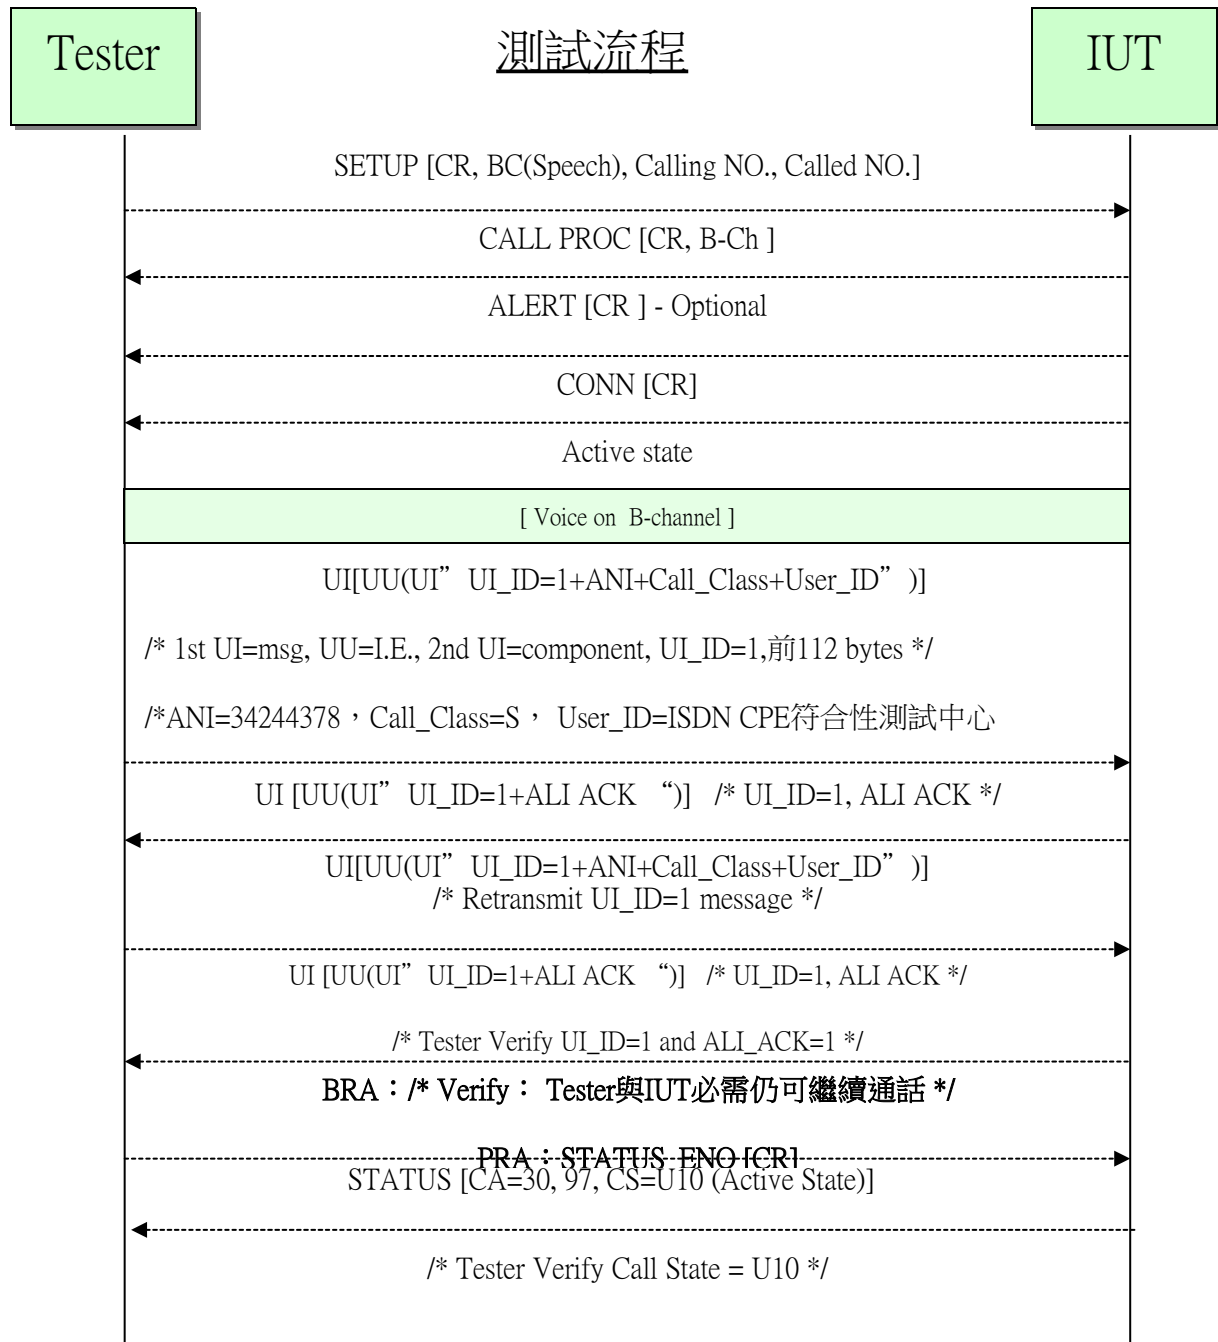 Tester
測試流程
IUT
SETUP [CR, BC(Speech), Calling NO., Called NO.]
CALL PROC [CR, B-Ch ]
ALERT [CR ] - Optional
CONN [CR]
Active state
[ Voice on  B-channel ]
UI[UU(UI” UI_ID=1+ANI+Call_Class+User_ID” )]
/* 1st UI=msg, UU=I.E., 2nd UI=component, UI_ID=1,前112 bytes */
/*ANI=34244378，Call_Class=S， User_ID=ISDN CPE符合性測試中心
UI [UU(UI” UI_ID=1+ALI ACK “)]  /* UI_ID=1, ALI ACK */
UI[UU(UI” UI_ID=1+ANI+Call_Class+User_ID” )]
/* Retransmit UI_ID=1 message */
UI [UU(UI” UI_ID=1+ALI ACK “)]  /* UI_ID=1, ALI ACK */
/* Tester Verify UI_ID=1 and ALI_ACK=1 */
BRA：/* Verify： Tester與IUT必需仍可繼續通話 */
PRA：STATUS_ENQ [CR]
STATUS [CA=30, 97, CS=U10 (Active State)]
/* Tester Verify Call State = U10 */